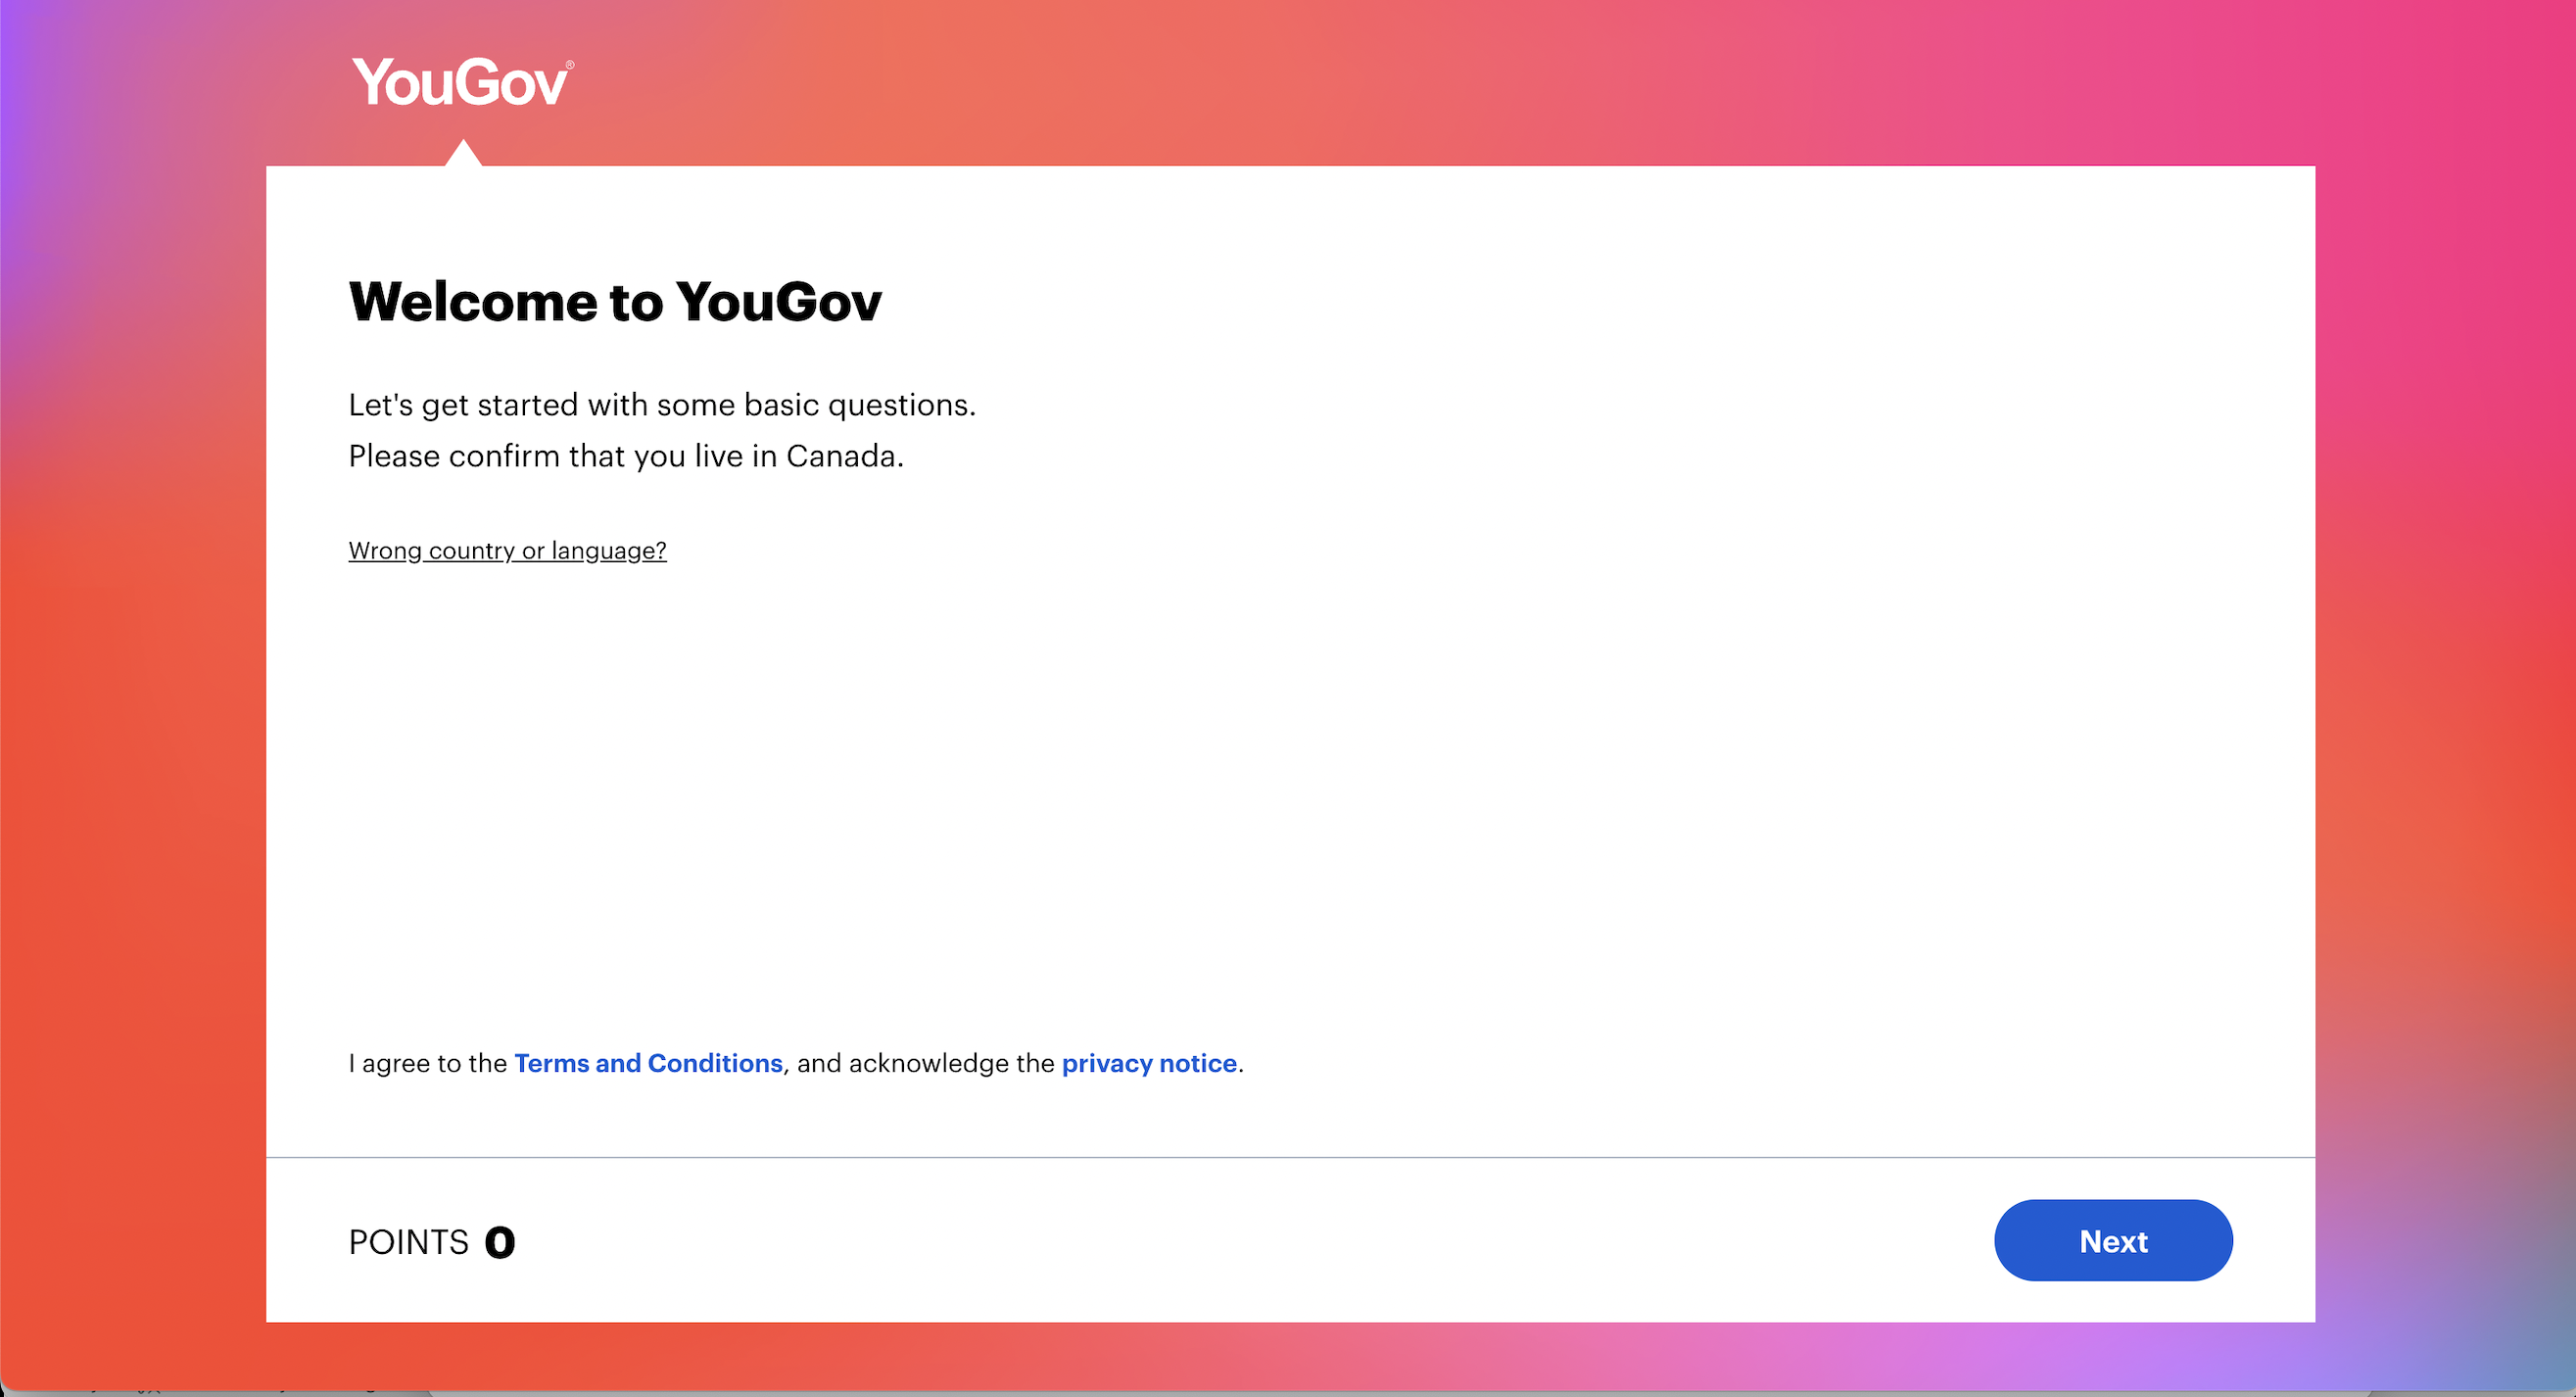 YouGov®
Welcome to YouGov
Let's get started with some basic questions.
Please confirm that you live in Canada.
Wrong country or language?
I agree to the Terms and Conditions, and acknowledge the privacy notice.
POINTS 0
Next